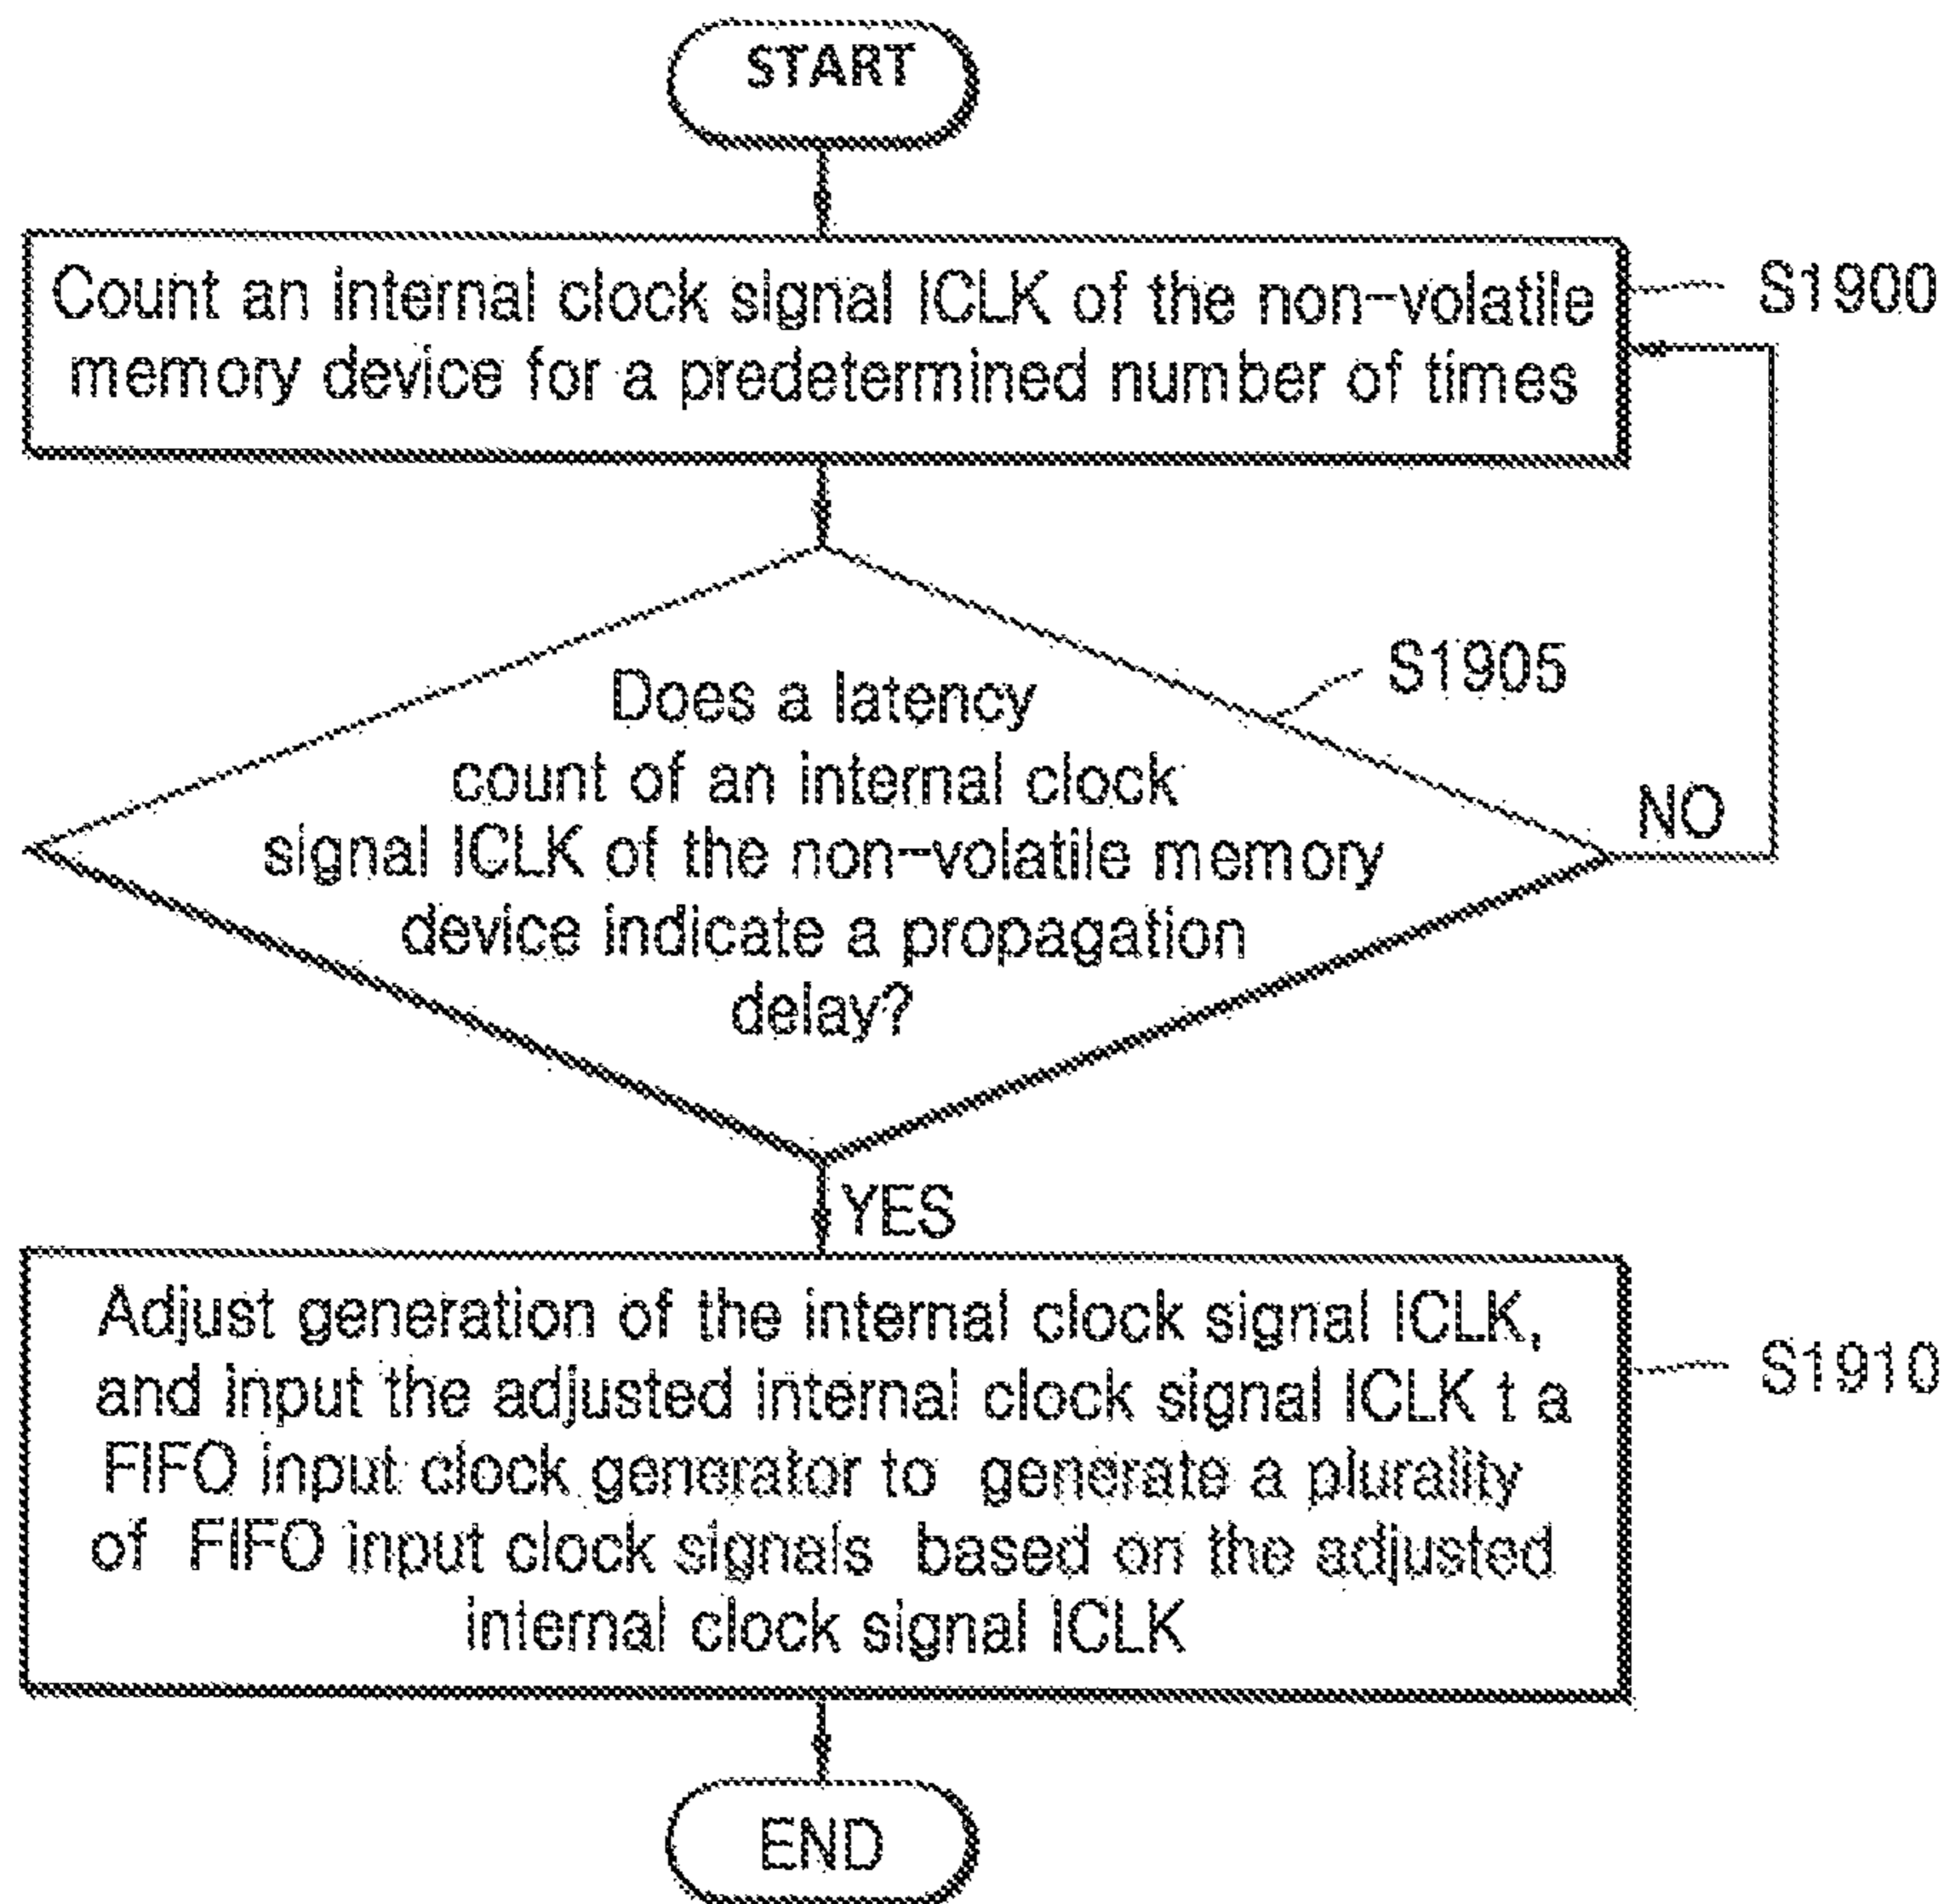 START
Count an internal clock signal ICLK of the non-volatile
memory device for a predetermined number of times
S1900
Does a latency
count of an internal clock
signal ICLK of the non-volatile memory
device indicate a propagation
delay?
S1905
NO
YES
Adjust generation of the internal clock signal ICLK,
and input the adjusted internal clock signal ICLK t a
FIFO input clock generator to generate a plurality
of FIFO input clock signals based on the adjusted
internal clock signal ICLK
S1910
END